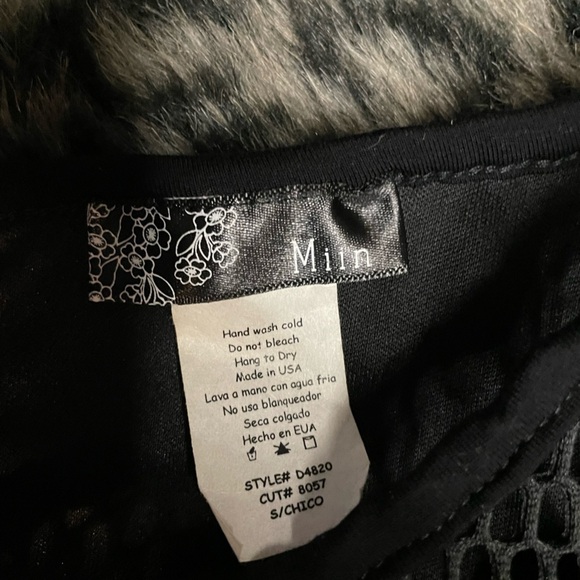 Miin
Hand wash cold
Do not bleach
Hang to Dry
Made in USA
Lava a mano con agua fria
No usa blanqueador
Seca colgado
Hecho en EUA
STYLE# D4820
CUT# 8057
S/CHICO